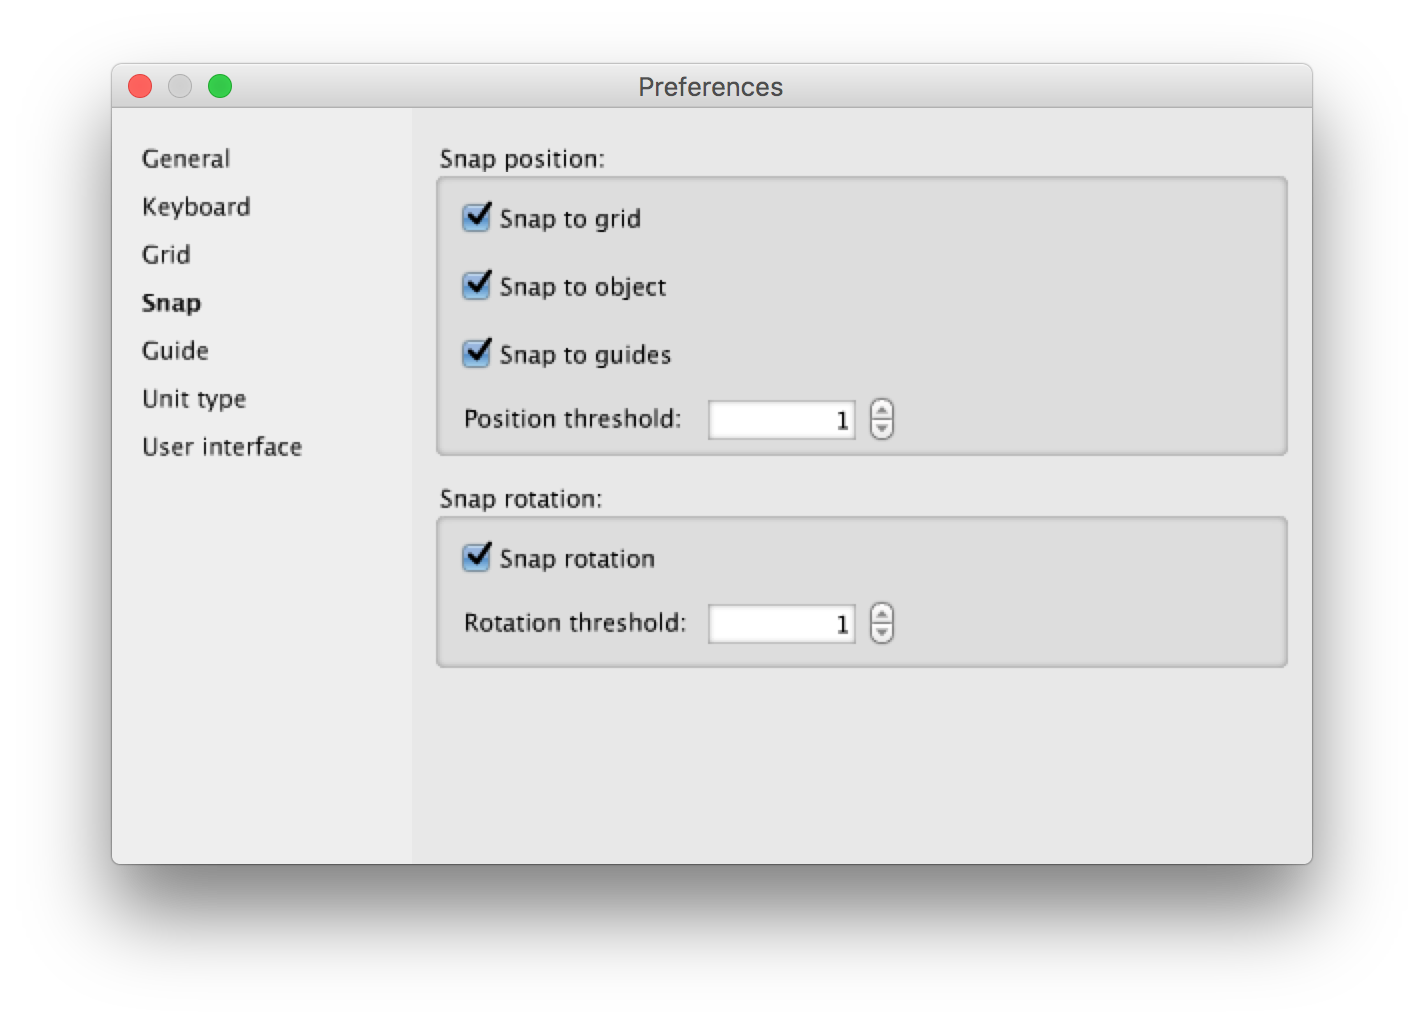 Preferences
General
Keyboard
Grid
Snap
Guide
Unit type
User interface
Snap position:
Snap to grid
Snap to object
Snap to guides
Position threshold: 1
Snap rotation:
Snap rotation
Rotation threshold: 1